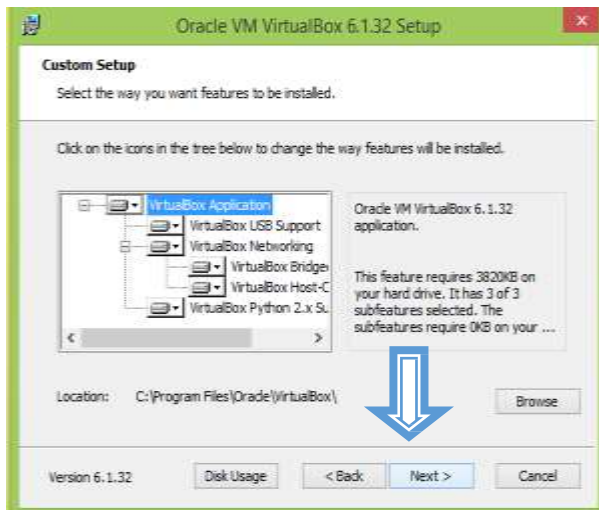 Oracle VM VirtualBox 6.1.32 Setup
Custom Setup
Select the way you want features to be installed.
Click on the icons in the tree below to change the way features will be installed.
VirtualBox Application
VirtualBox USB Support
VirtualBox Networking
VirtualBox Bridge
VirtualBox Host-C
VirtualBox Python 2.x Su
Oracle VM VirtualBox 6.1.32
application.
This feature requires 3820KB on
your hard drive. It has 3 of 3
subfeatures selected. The
subfeatures require 0KB on your ...
Location: C:\Program Files\Oracle\VirtualBox\
Browse
Version 6.1.32
Disk Usage
< Back
Next >
Cancel